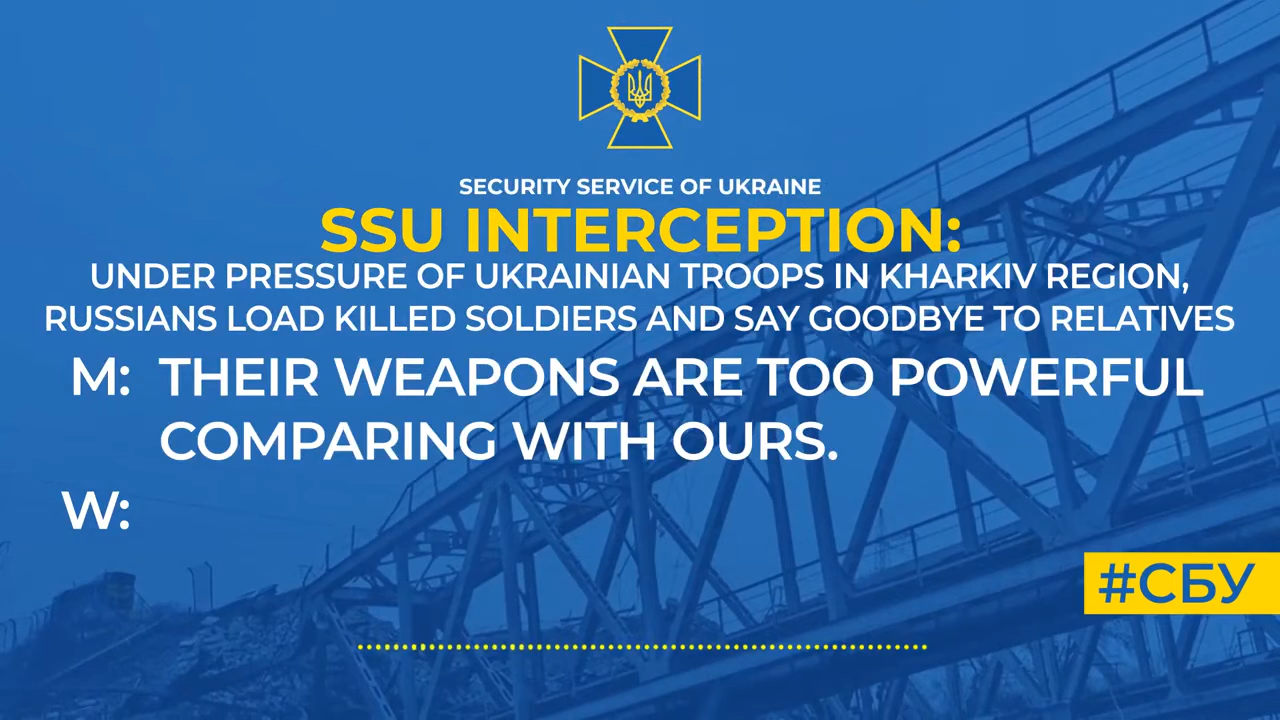 SECURITY SERVICE OF UKRAINE
SSU INTERCEPTION:
UNDER PRESSURE OF UKRAINIAN TROOPS IN KHARKIV REGION,
RUSSIANS LOAD KILLED SOLDIERS AND SAY GOODBYE TO RELATIVES
M: THEIR WEAPONS ARE TOO POWERFUL
COMPARING WITH OURS.
W:
#СБУ